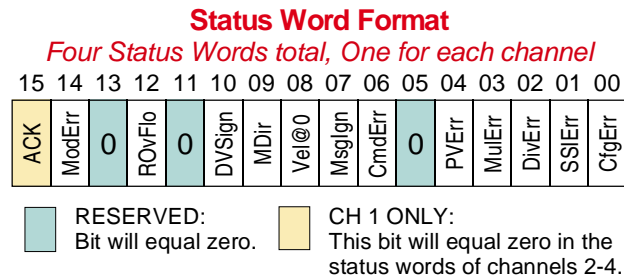 Status Word Format
Four Status Words total, One for each channel
15 14 13 12 11 10 09 08 07 06 05 04 03 02 01 00
ACK ModErr 0 ROvFlo 0 DVSign MDir Vel@0 MsgIgn CmdErr 0 PVErr MulErr DivErr SSIErr CfgErr
RESERVED:
Bit will equal zero.
CH 1 ONLY:
This bit will equal zero in the
status words of channels 2-4.